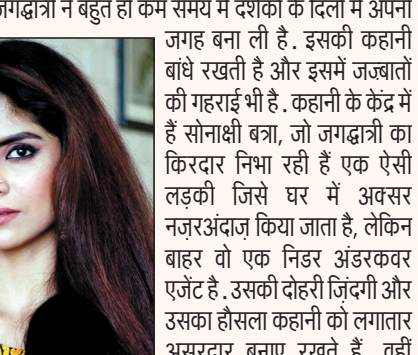 जगद्धात्री ने बहुत ही कम समय में दर्शकों के दिलों में अपनी
जगह बना ली है. इसकी कहानी
बांधे रखती है और इसमें जज्बातों
की गहराई भी है. कहानी के केंद्र में
हैं सोनाक्षी बत्रा, जो जगद्धात्री का
किरदार निभा रही हैं एक ऐसी
लड़की जिसे घर में अक्सर
नज़रअंदाज़ किया जाता है, लेकिन
बाहर वो एक निडर अंडरकवर
एजेंट है. उसकी दोहरी ज़िंदगी और
उसका हौसला कहानी को लगातार
असरदार बनाए रखते हैं. वहीं